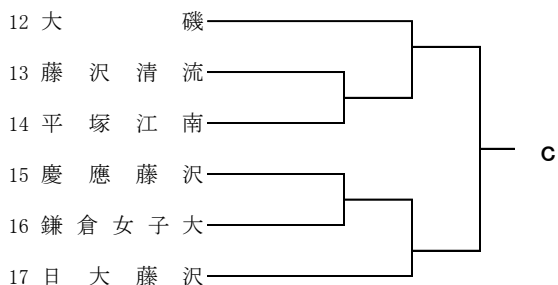 12 大磯
13 藤沢清流
14 平塚江南
15 慶應藤沢
16 鎌倉女子大
17 日大藤沢
C